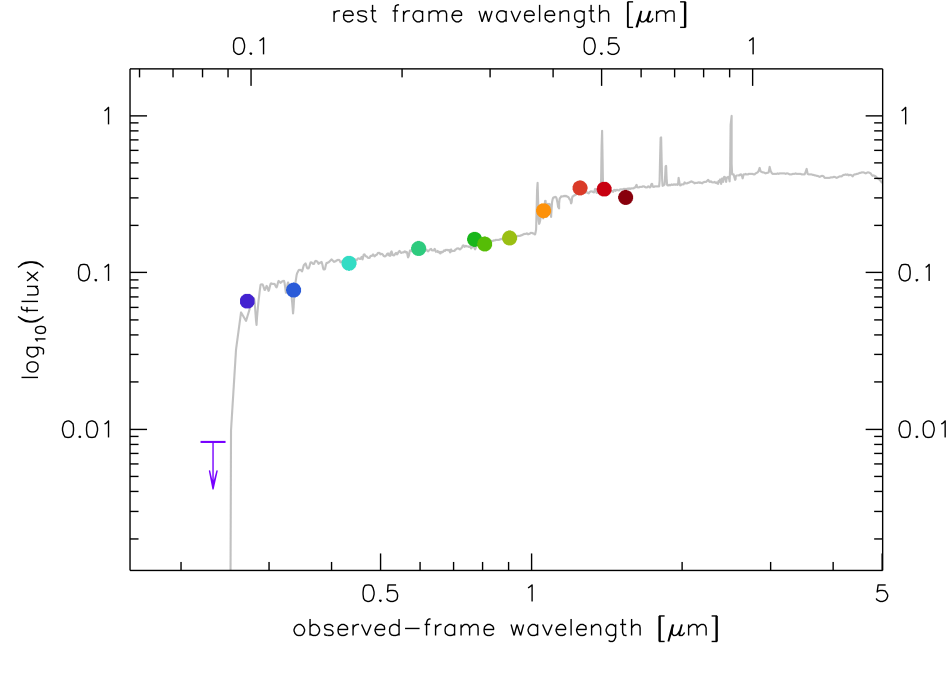 rest frame wavelength [μm]
0.1 0.5 1
1 1
0.1 0.1
0.01 0.01
log10(flux)
0.5 1 5
observed-frame wavelength [μm]